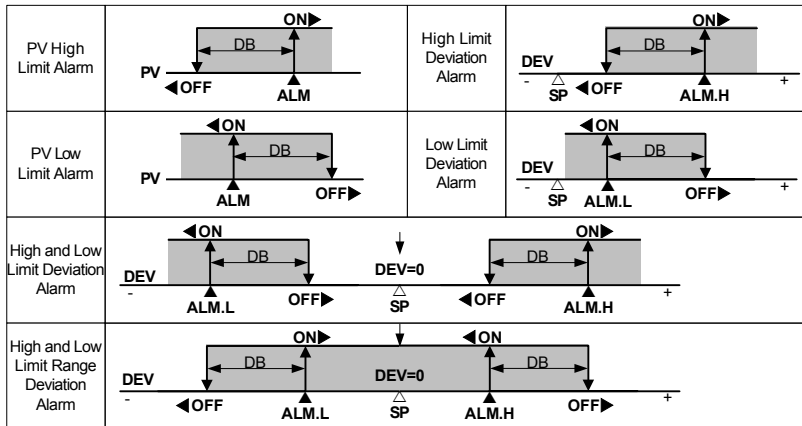 PV High
Limit Alarm
ON▶
DB
PV
◀OFF
ALM
High Limit
Deviation
Alarm
ON▶
DB
DEV
-
SP
◀OFF
ALM.H
+
PV Low
Limit Alarm
◀ON
DB
PV
ALM
OFF▶
Low Limit
Deviation
Alarm
◀ON
DB
DEV
-
SP
ALM.L
OFF▶
+
High and Low
Limit Deviation
Alarm
◀ON
DB
DEV
-
ALM.L
OFF▶
DEV=0
SP
ON▶
DB
◀OFF
ALM.H
+
High and Low
Limit Range
Deviation
Alarm
ON▶
DB
DEV
-
◀OFF
ALM.L
DEV=0
SP
◀ON
DB
ALM.H
OFF▶
+